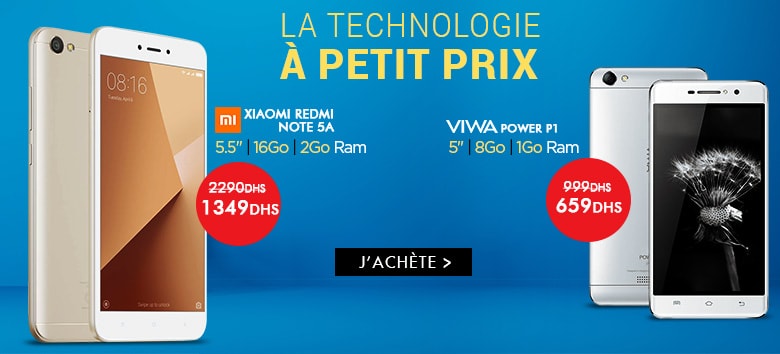 LA TECHNOLOGIE
À PETIT PRIX
08:16
mi XIAOMI REDMI
NOTE 5A
5.5" | 16Go | 2Go Ram
2290DHS
1349DHS
VIWA POWER P1
5" | 8Go | 1Go Ram
999DHS
659DHS
J'ACHÈTE >